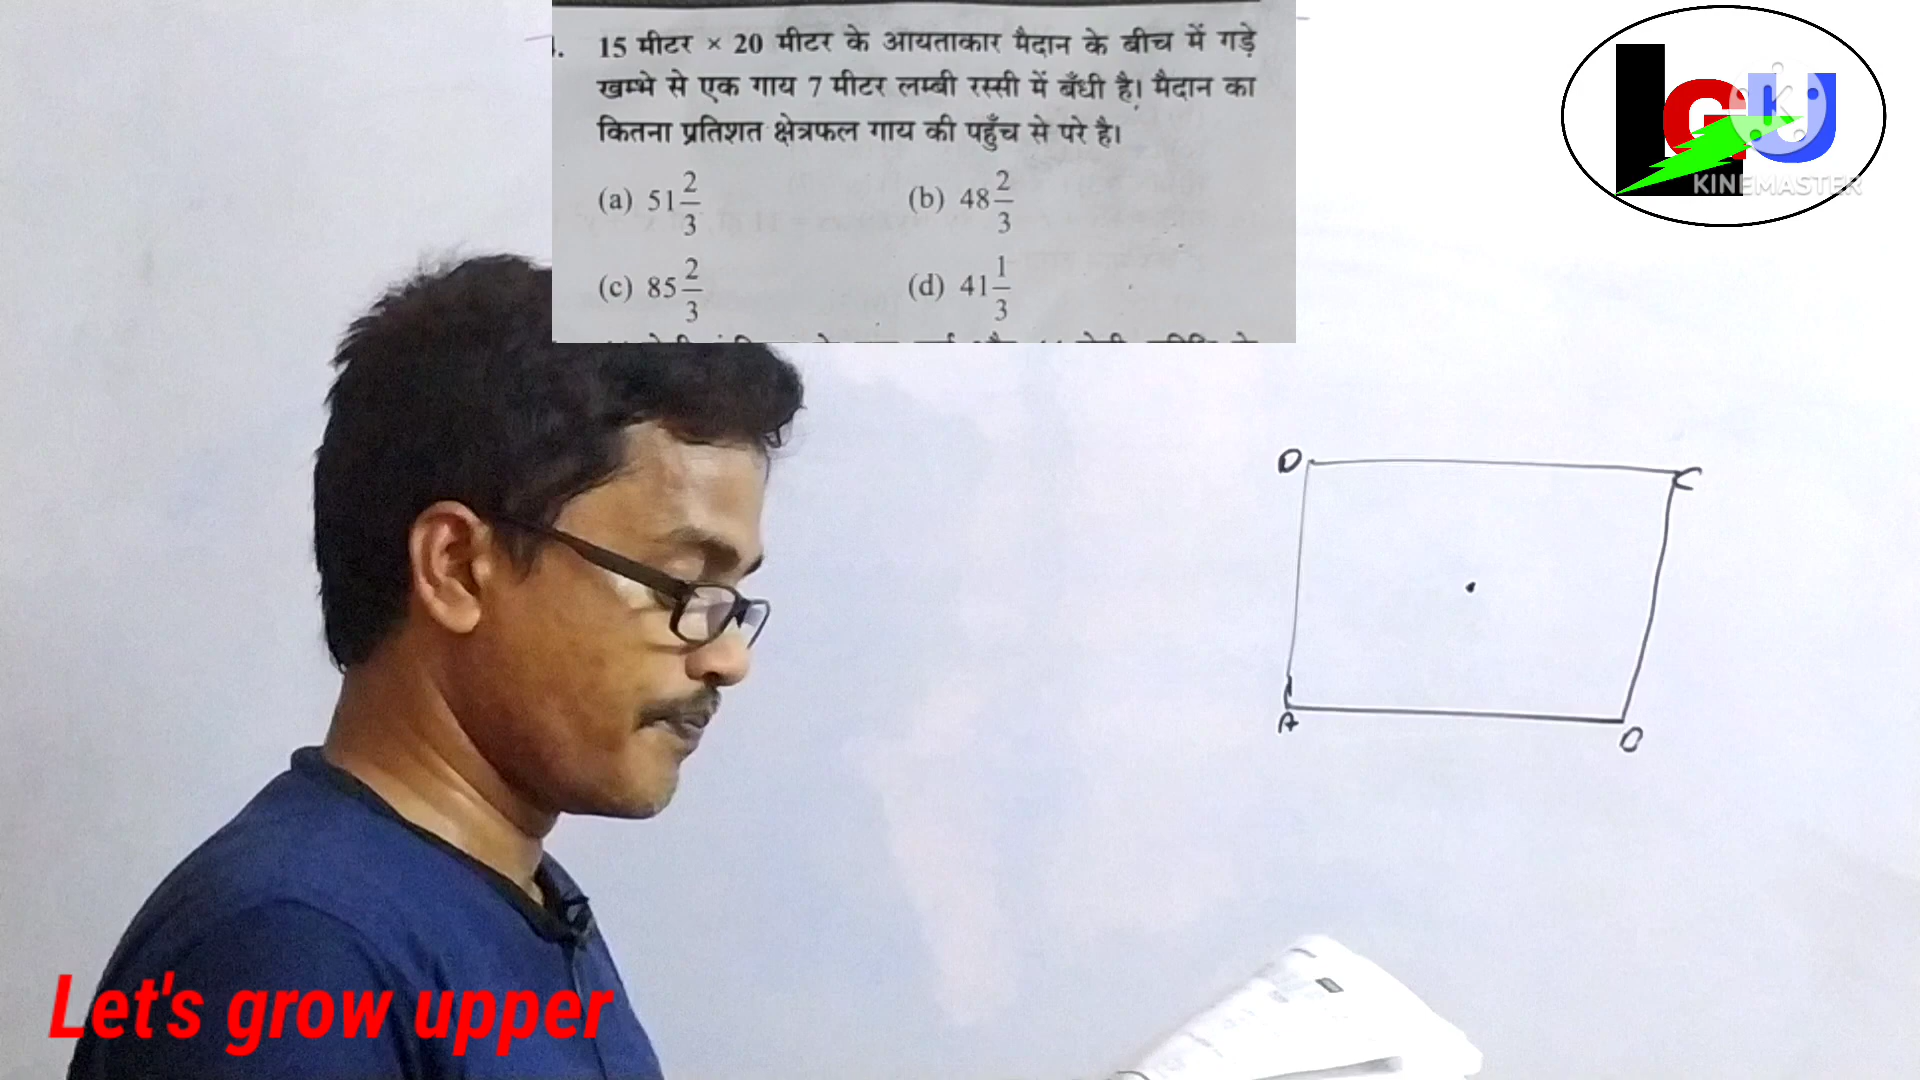 15 मीटर × 20 मीटर के आयताकार मैदान के बीच में गड़े
खम्भे से एक गाय 7 मीटर लम्बी रस्सी में बँधी है। मैदान का
कितना प्रतिशत क्षेत्रफल गाय की पहुँच से परे है।
(a) 51 2/3 (b) 48 2/3
(c) 85 2/3 (d) 41 1/3
LGU
KINEMASTER
D C
A
Let's grow upper